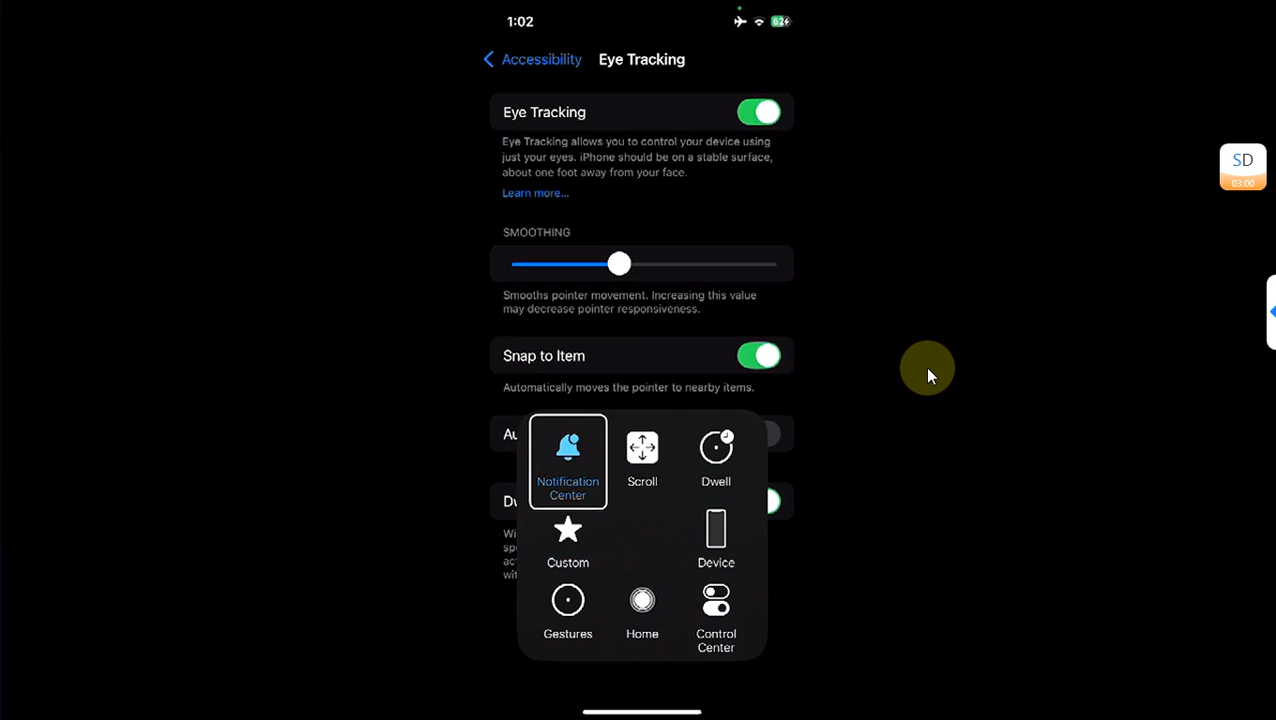 1:02
62
Accessibility
Eye Tracking
SD
03:00
Eye Tracking
Eye Tracking allows you to control your device using
just your eyes. iPhone should be on a stable surface,
about one foot away from your face.
Learn more...
SMOOTHING
Smooths pointer movement. Increasing this value
may decrease pointer responsiveness.
Snap to Item
Automatically moves the pointer to nearby items.
Notification
Center
Scroll
Dwell
Custom
Device
Gestures
Home
Control
Center